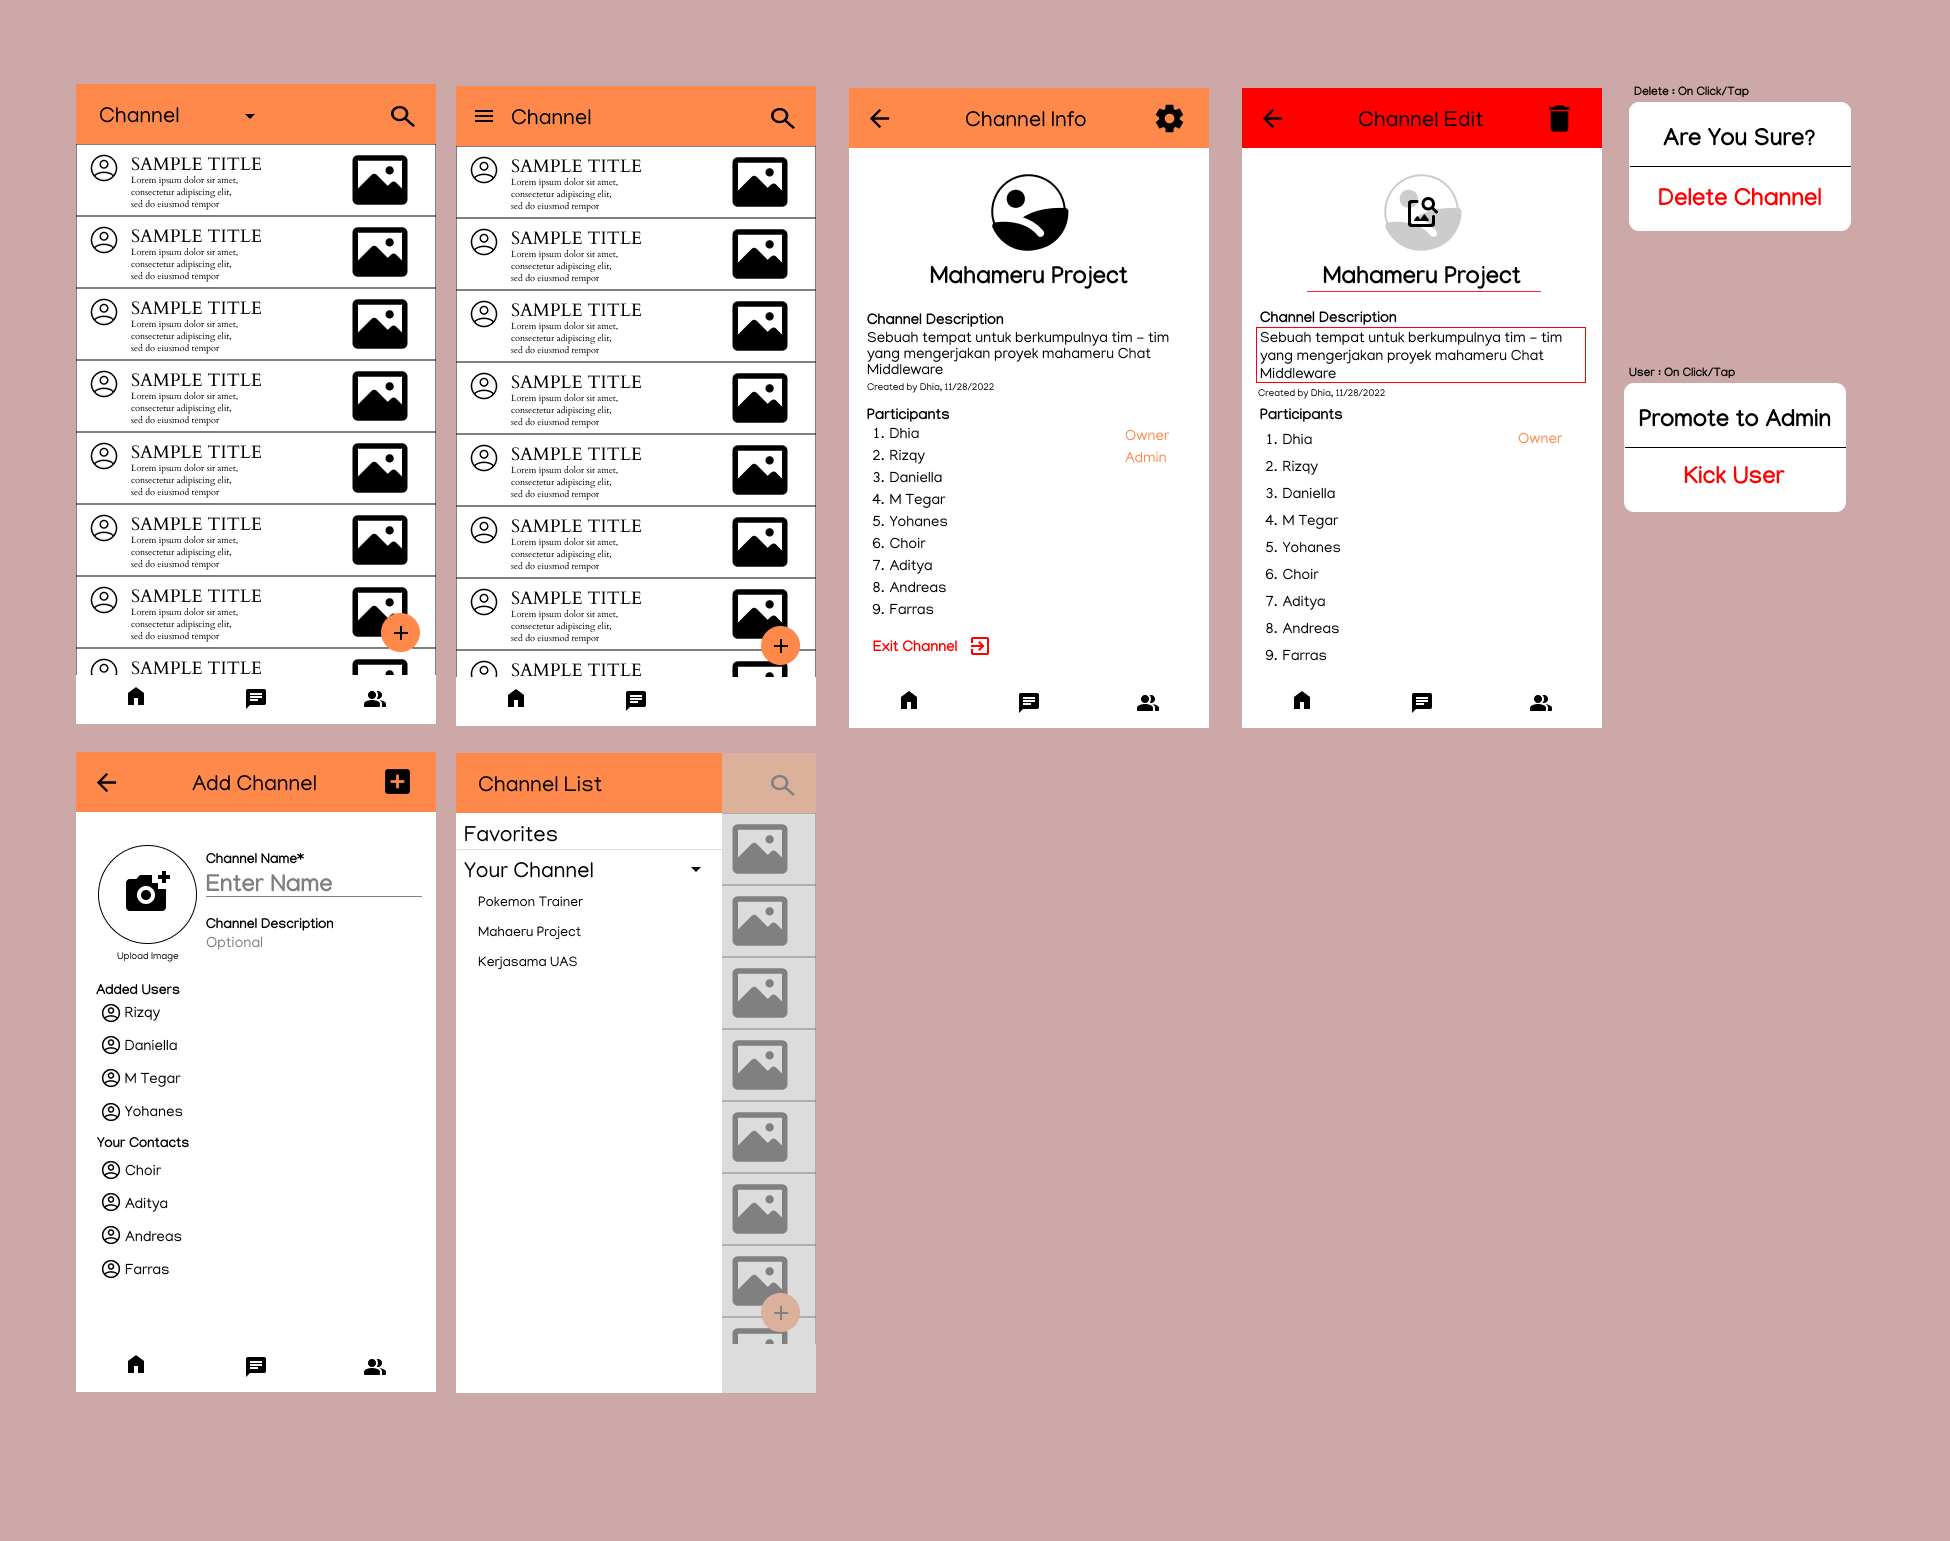 Channel
SAMPLE TITLE
Lorem ipsum dolor sit amet,
consectetur adipiscing elit,
sed do eiusmod tempor
SAMPLE TITLE
Lorem ipsum dolor sit amet,
consectetur adipiscing elit,
sed do eiusmod tempor
SAMPLE TITLE
Lorem ipsum dolor sit amet,
consectetur adipiscing elit,
sed do eiusmod tempor
SAMPLE TITLE
Lorem ipsum dolor sit amet,
consectetur adipiscing elit,
sed do eiusmod tempor
SAMPLE TITLE
Lorem ipsum dolor sit amet,
consectetur adipiscing elit,
sed do eiusmod tempor
SAMPLE TITLE
Lorem ipsum dolor sit amet,
consectetur adipiscing elit,
sed do eiusmod tempor
SAMPLE TITLE
Lorem ipsum dolor sit amet,
consectetur adipiscing elit,
sed do eiusmod tempor
SAMPLE TITLE
Channel
SAMPLE TITLE
Lorem ipsum dolor sit amet,
consectetur adipiscing elit,
sed do eiusmod tempor
SAMPLE TITLE
Lorem ipsum dolor sit amet,
consectetur adipiscing elit,
sed do eiusmod tempor
SAMPLE TITLE
Lorem ipsum dolor sit amet,
consectetur adipiscing elit,
sed do eiusmod tempor
SAMPLE TITLE
Lorem ipsum dolor sit amet,
consectetur adipiscing elit,
sed do eiusmod tempor
SAMPLE TITLE
Lorem ipsum dolor sit amet,
consectetur adipiscing elit,
sed do eiusmod tempor
SAMPLE TITLE
Lorem ipsum dolor sit amet,
consectetur adipiscing elit,
sed do eiusmod tempor
SAMPLE TITLE
Lorem ipsum dolor sit amet,
consectetur adipiscing elit,
sed do eiusmod tempor
SAMPLE TITLE
Channel Info
Mahameru Project
Channel Description
Sebuah tempat untuk berkumpulnya tim - tim
yang mengerjakan proyek mahameru Chat
Middleware
Created by Dhia, 11/28/2022
Participants
1. Dhia Owner
2. Rizqy Admin
3. Daniella
4. M Tegar
5. Yohanes
6. Choir
7. Aditya
8. Andreas
9. Farras
Exit Channel
Channel Edit
Mahameru Project
Channel Description
Sebuah tempat untuk berkumpulnya tim - tim
yang mengerjakan proyek mahameru Chat
Middleware
Created by Dhia, 11/28/2022
Participants
1. Dhia Owner
2. Rizqy
3. Daniella
4. M Tegar
5. Yohanes
6. Choir
7. Aditya
8. Andreas
9. Farras
Delete : On Click/Tap
Are You Sure?
Delete Channel
User : On Click/Tap
Promote to Admin
Kick User
Add Channel
Channel Name*
Enter Name
Channel Description
Optional
Upload Image
Added Users
Rizqy
Daniella
M Tegar
Yohanes
Your Contacts
Choir
Aditya
Andreas
Farras
Channel List
Favorites
Your Channel
Pokemon Trainer
Mahaeru Project
Kerjasama UAS